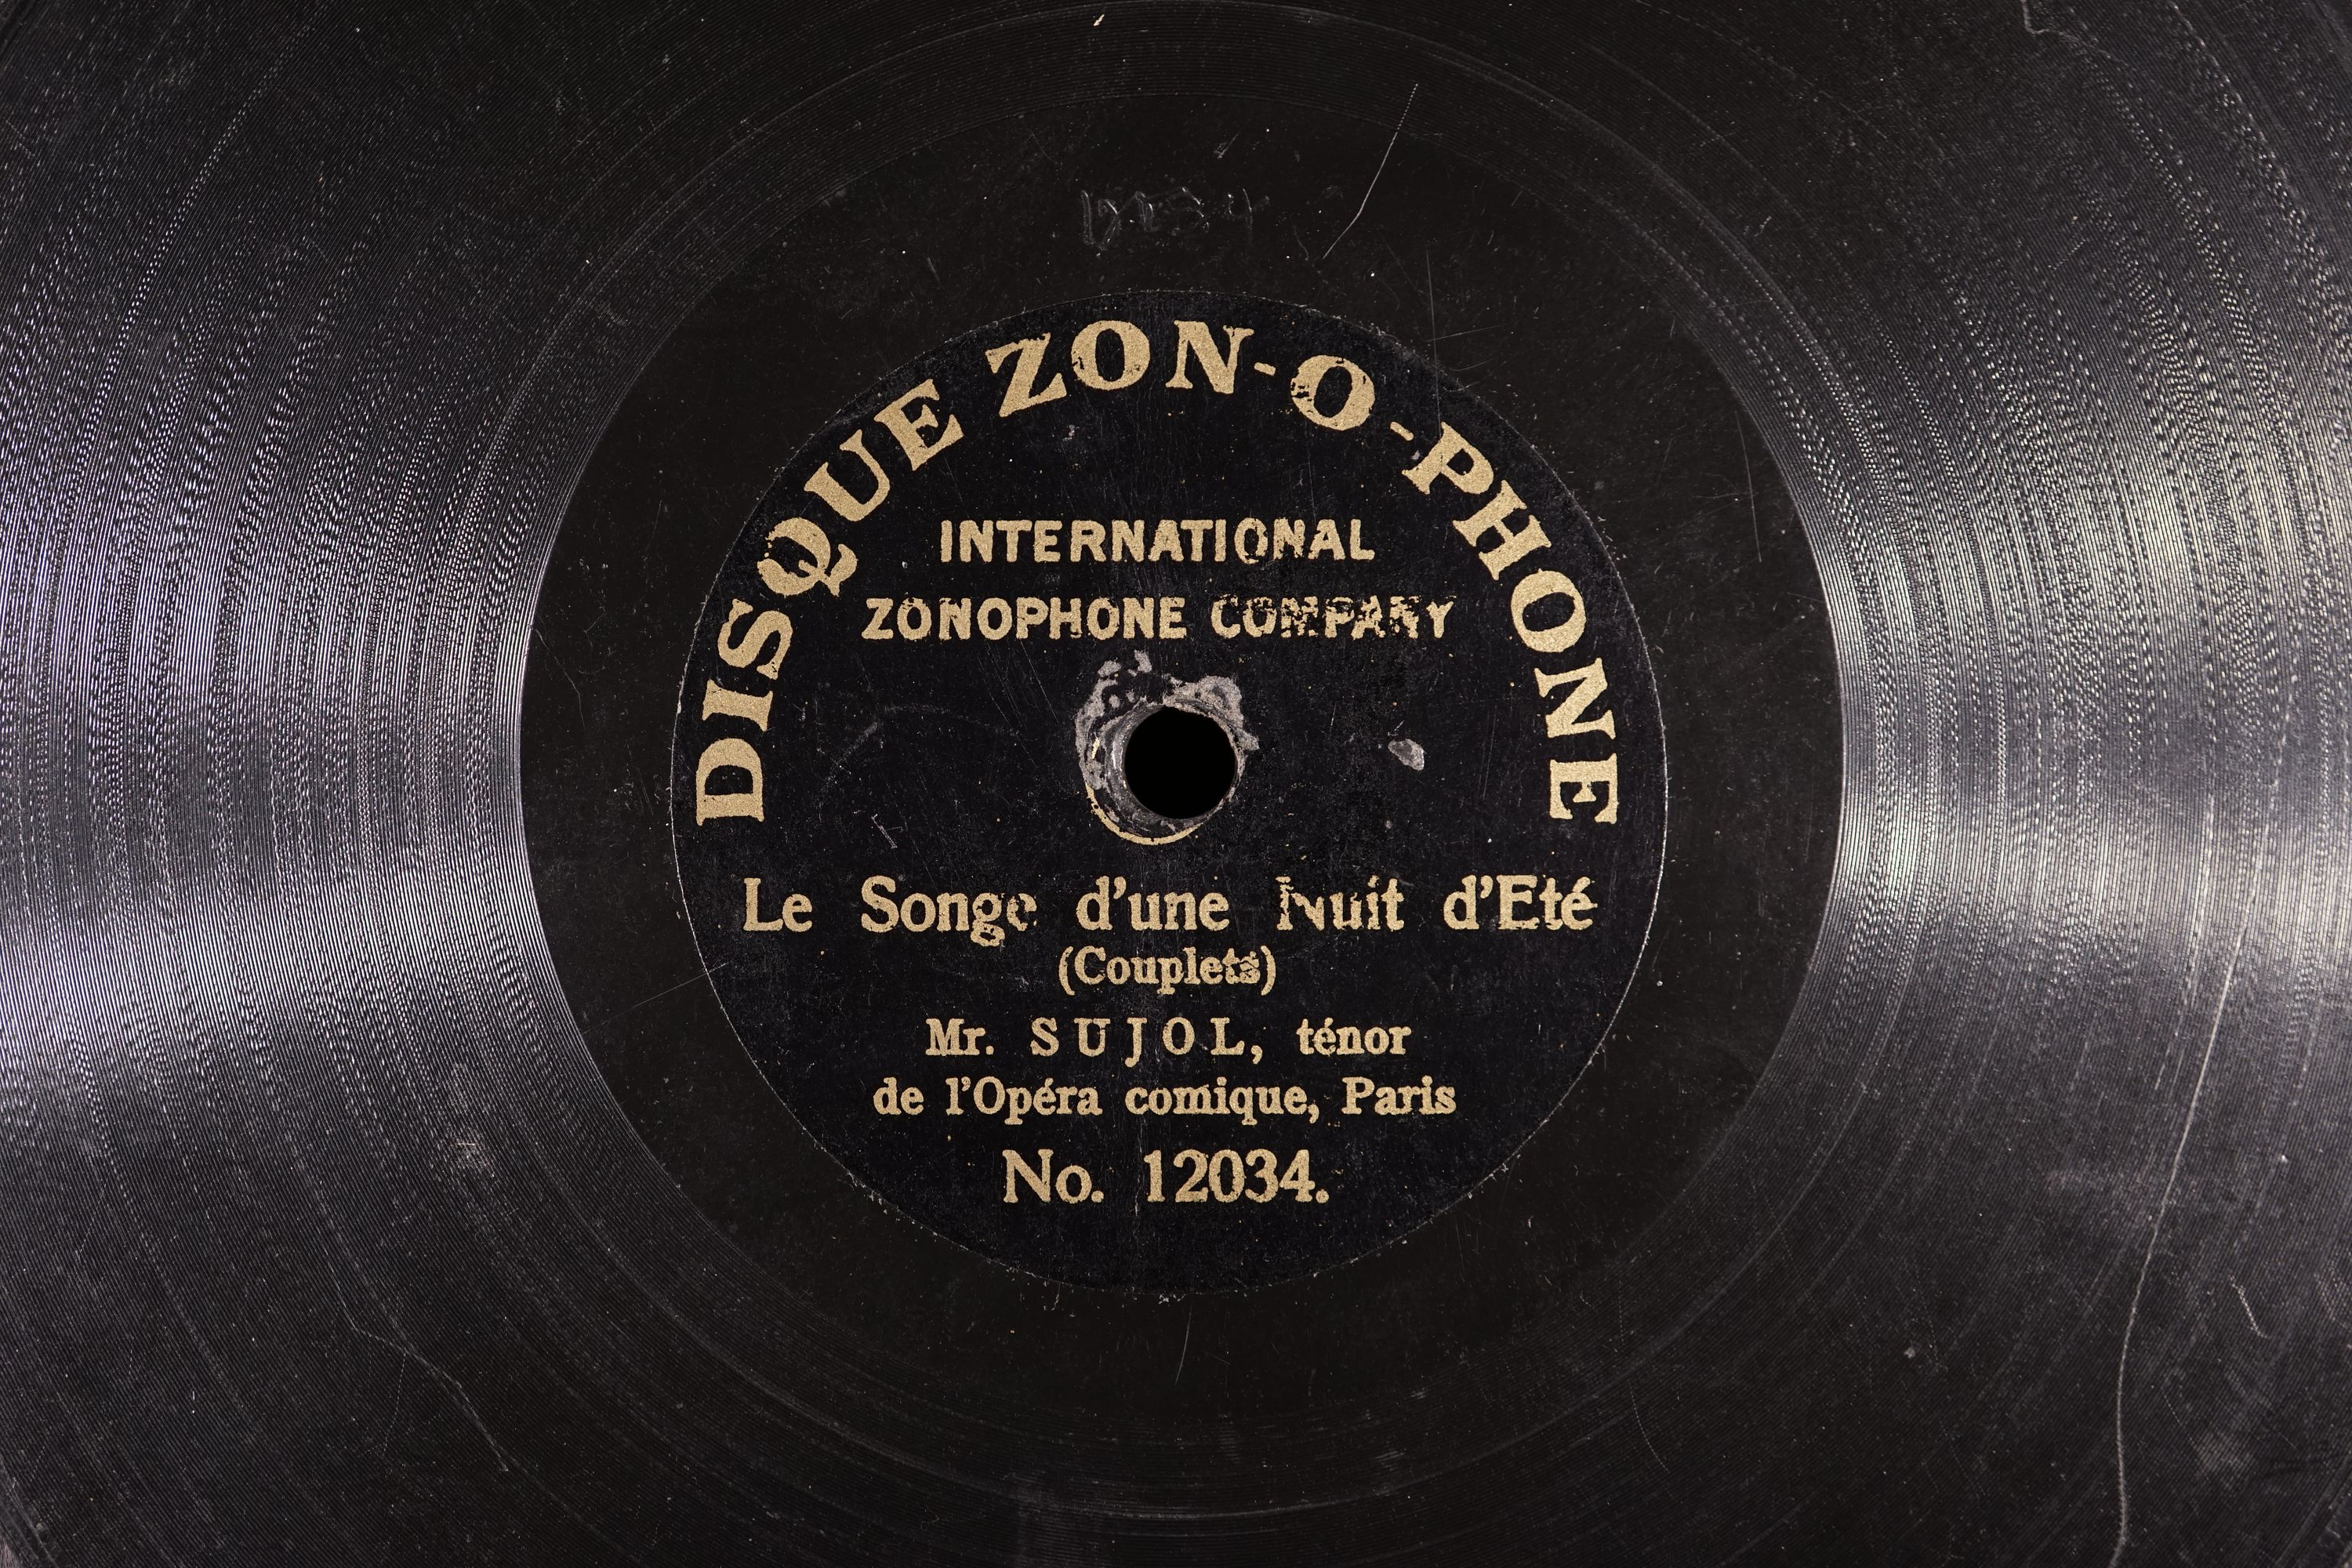 12034
DISQUE ZON-O-PHONE
INTERNATIONAL
ZONOPHONE COMPANY
Le Songe d'une Nuit d'Eté
(Couplets)
Mr. SUJOL, ténor
de l'Opéra comique, Paris
No. 12034.